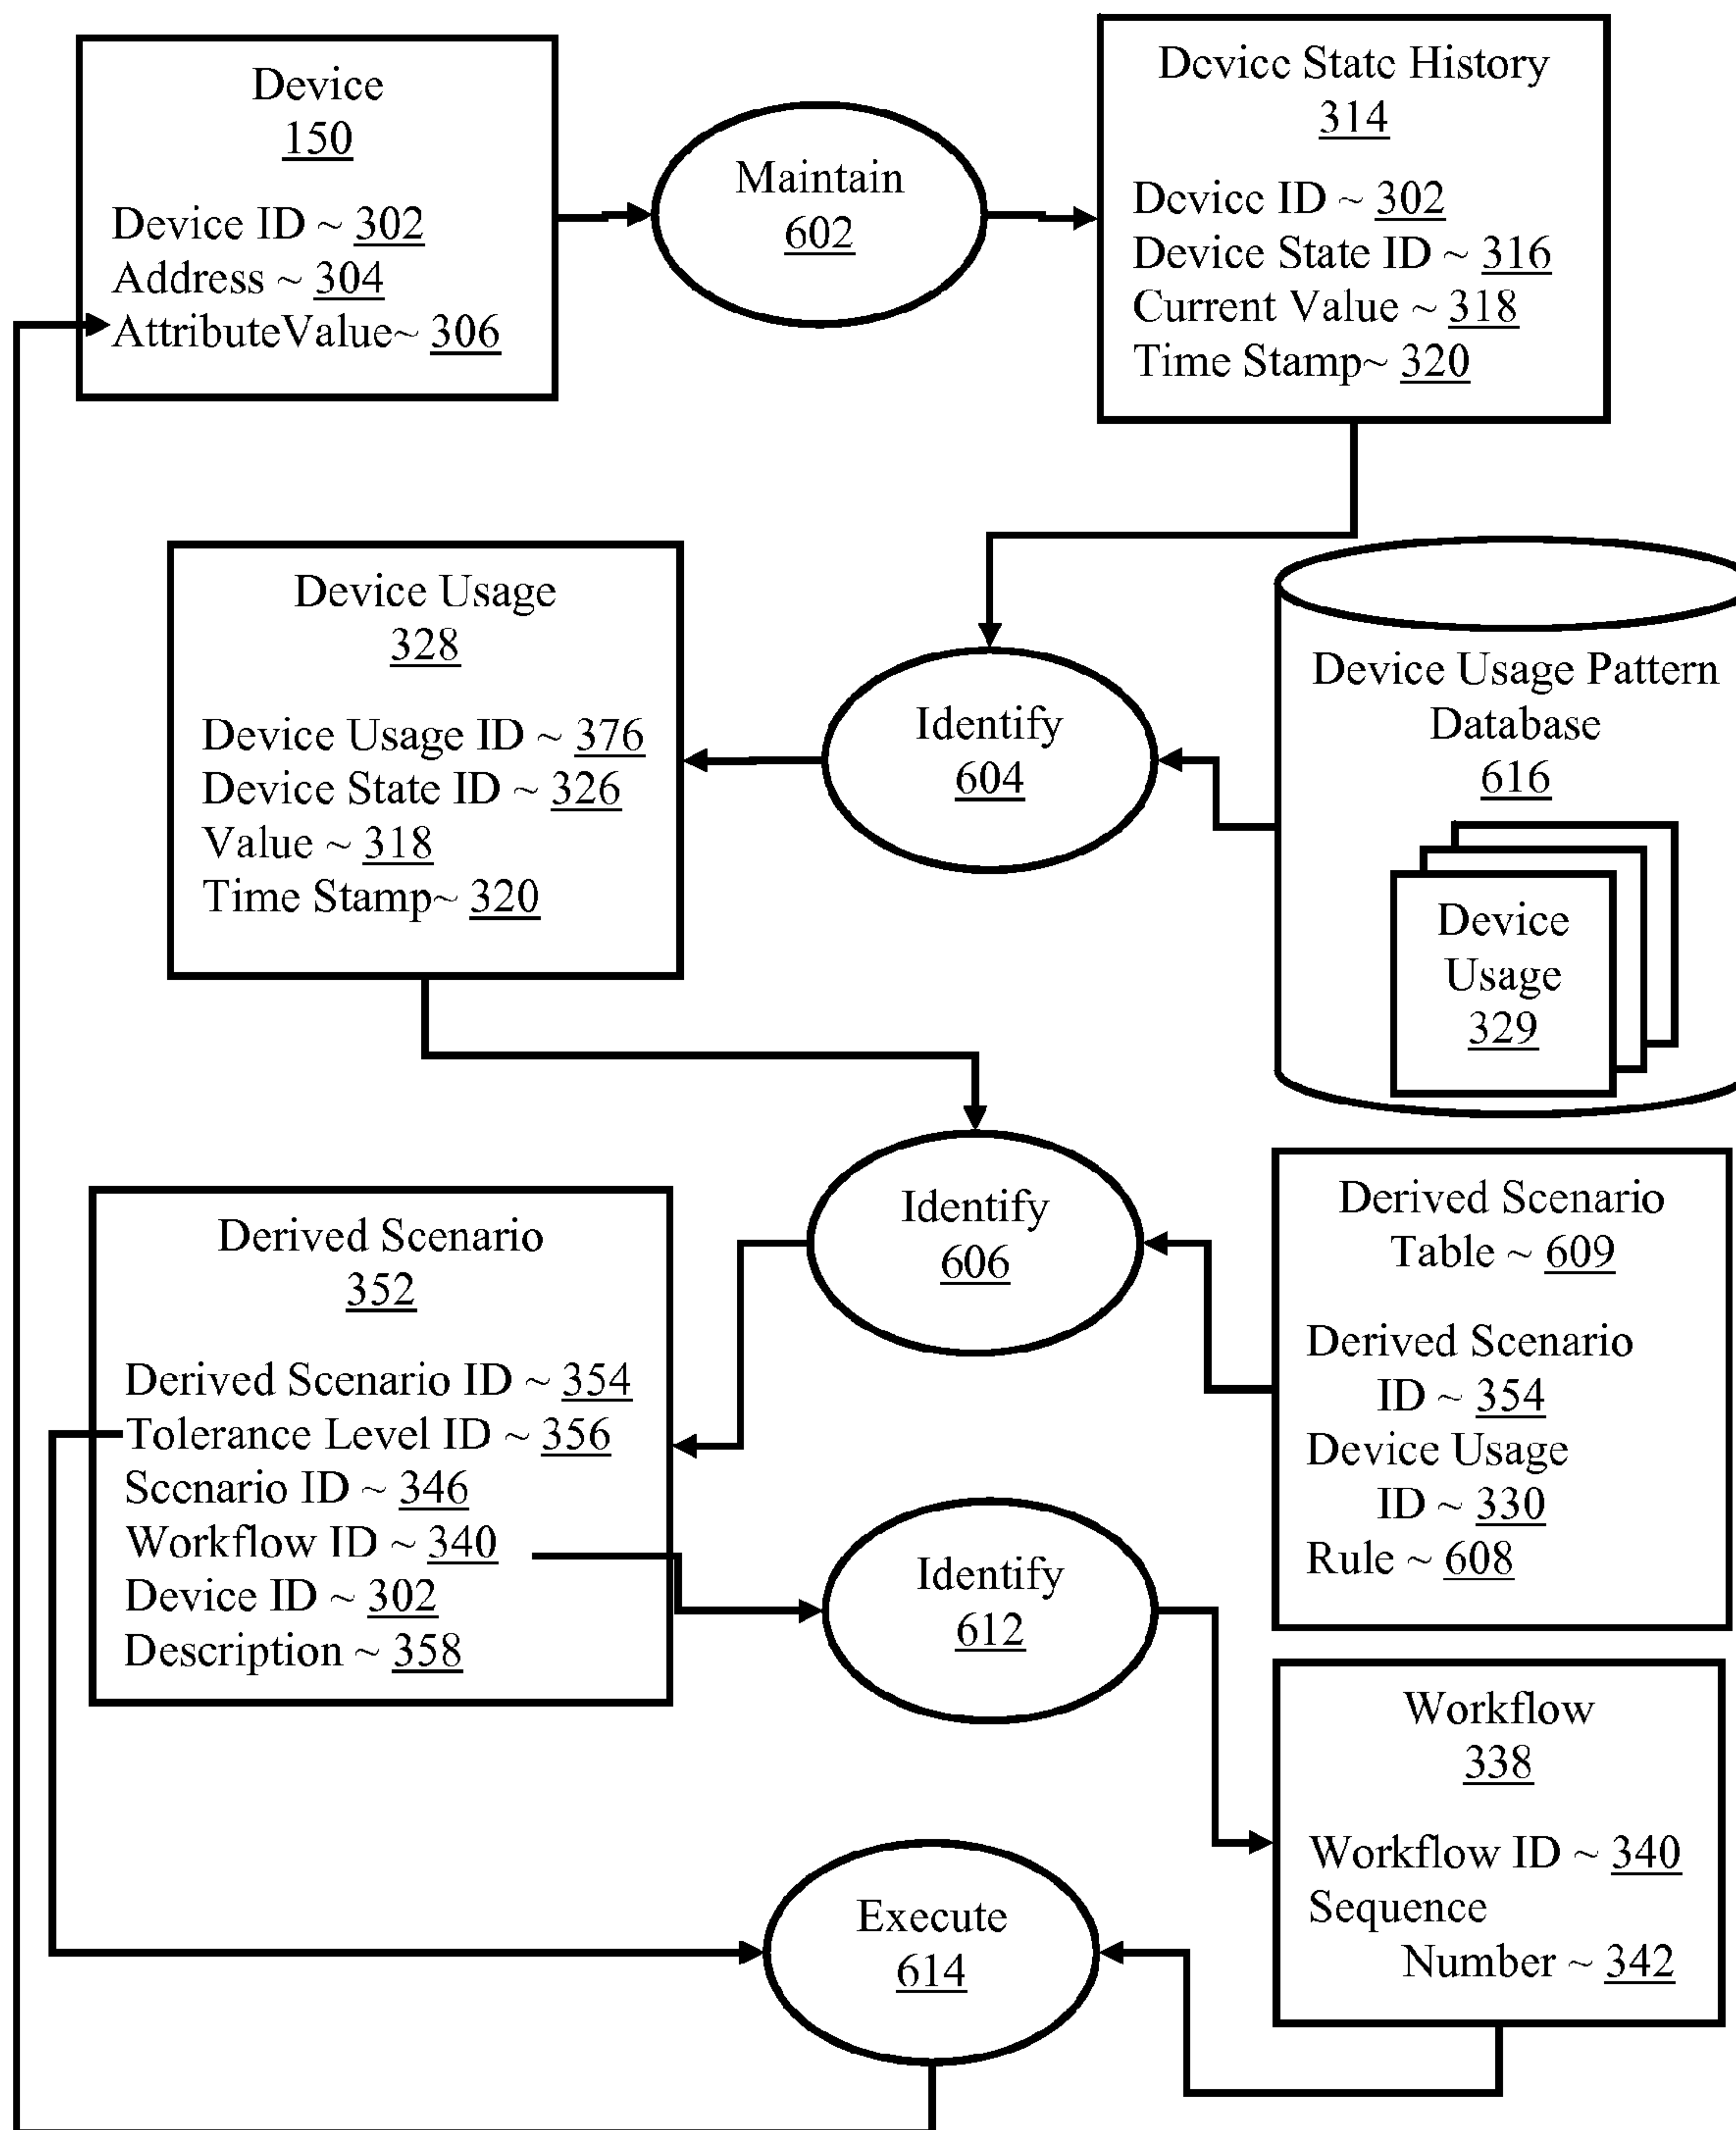 Device
150
Device ID ~ 302
Address ~ 304
AttributeValue~ 306
Maintain
602
Device State History
314
Device ID ~ 302
Device State ID ~ 316
Current Value ~ 318
Time Stamp~ 320
Device Usage
328
Device Usage ID ~ 376
Device State ID ~ 326
Value ~ 318
Time Stamp~ 320
Identify
604
Device Usage Pattern
Database
616
Device
Usage
329
Derived Scenario
352
Derived Scenario ID ~ 354
Tolerance Level ID ~ 356
Scenario ID ~ 346
Workflow ID ~ 340
Device ID ~ 302
Description ~ 358
Identify
606
Derived Scenario
Table ~ 609
Derived Scenario
ID ~ 354
Device Usage
ID ~ 330
Rule ~ 608
Identify
612
Workflow
338
Workflow ID ~ 340
Sequence
Number ~ 342
Execute
614